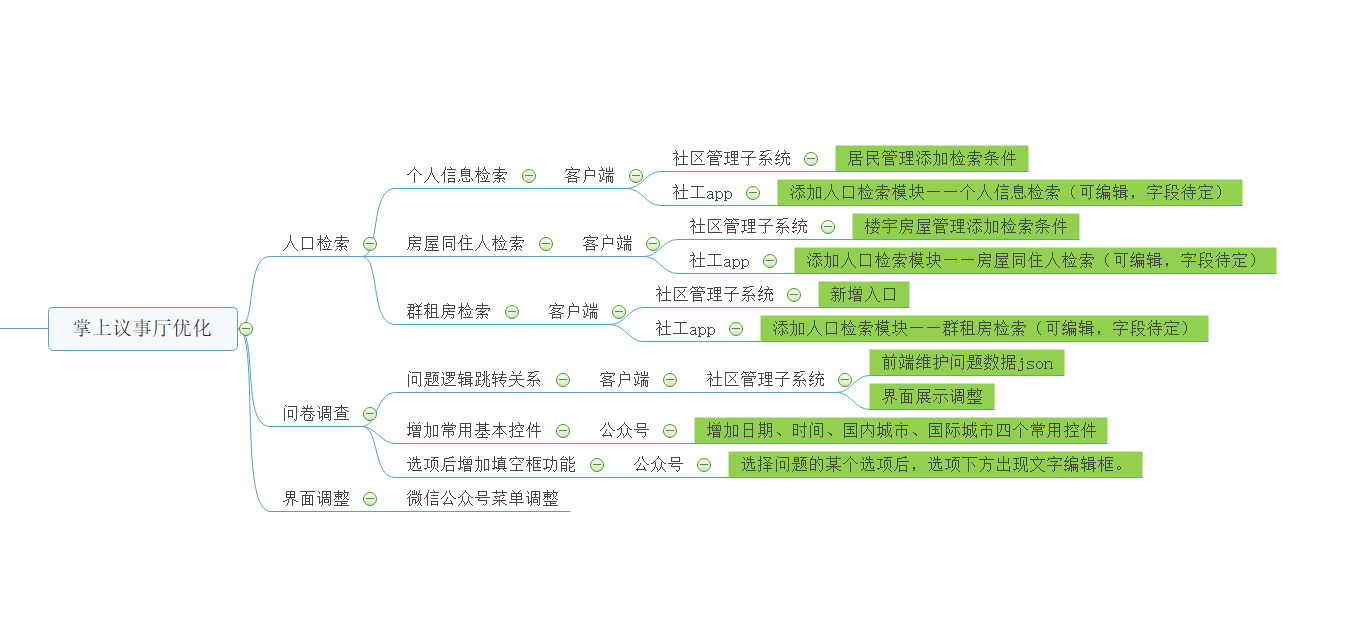 掌上议事厅优化
人口检索
个人信息检索
客户端
社区管理子系统
居民管理添加检索条件
社工app
添加人口检索模块——个人信息检索（可编辑，字段待定）
房屋同住人检索
客户端
社区管理子系统
楼宇房屋管理添加检索条件
社工app
添加人口检索模块——房屋同住人检索（可编辑，字段待定）
群租房检索
客户端
社区管理子系统
新增入口
社工app
添加人口检索模块——群租房检索（可编辑，字段待定）
问卷调查
问题逻辑跳转关系
客户端
社区管理子系统
前端维护问题数据json
界面展示调整
增加常用基本控件
公众号
增加日期、时间、国内城市、国际城市四个常用控件
选项后增加填空框功能
公众号
选择问题的某个选项后，选项下方出现文字编辑框。
界面调整
微信公众号菜单调整